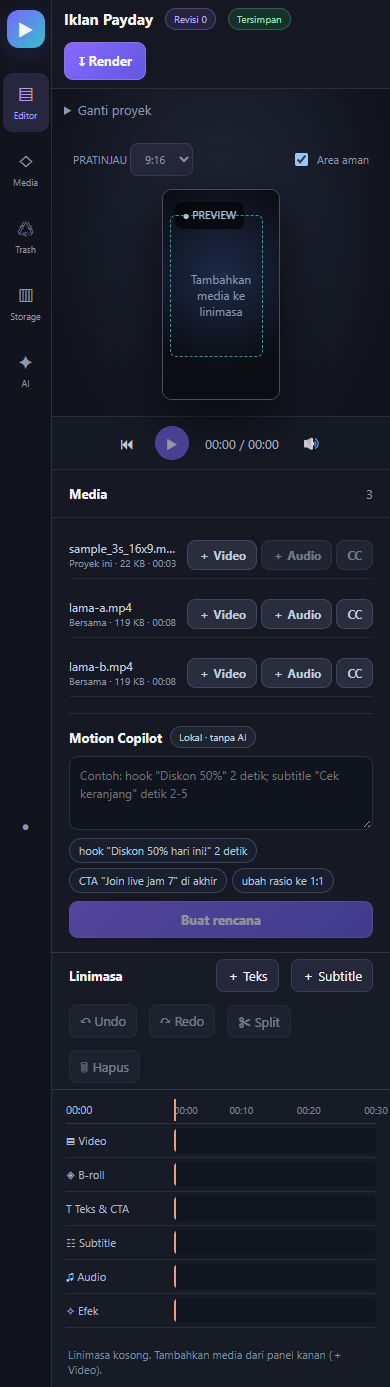 Iklan Payday
Revisi 0
Tersimpan
Render
Editor
Media
Trash
Storage
AI
Ganti proyek
PRATINJAU
9:16
Area aman
PREVIEW
Tambahkan
media ke
linimasa
00:00 / 00:00
Media
3
sample_3s_16x9.m...
Proyek ini · 22 KB · 00:03
+ Video
+ Audio
CC
lama-a.mp4
Bersama · 119 KB · 00:08
+ Video
+ Audio
CC
lama-b.mp4
Bersama · 119 KB · 00:08
+ Video
+ Audio
CC
Motion Copilot
Lokal · tanpa AI
Contoh: hook "Diskon 50%" 2 detik; subtitle "Cek
keranjang" detik 2-5
hook "Diskon 50% hari ini!" 2 detik
CTA "Join live jam 7" di akhir
ubah rasio ke 1:1
Buat rencana
Linimasa
+ Teks
+ Subtitle
Undo
Redo
Split
Hapus
00:00
00:00
00:10
00:20
00:30
Video
B-roll
T Teks & CTA
Subtitle
Audio
Efek
Linimasa kosong. Tambahkan media dari panel kanan (+
Video).